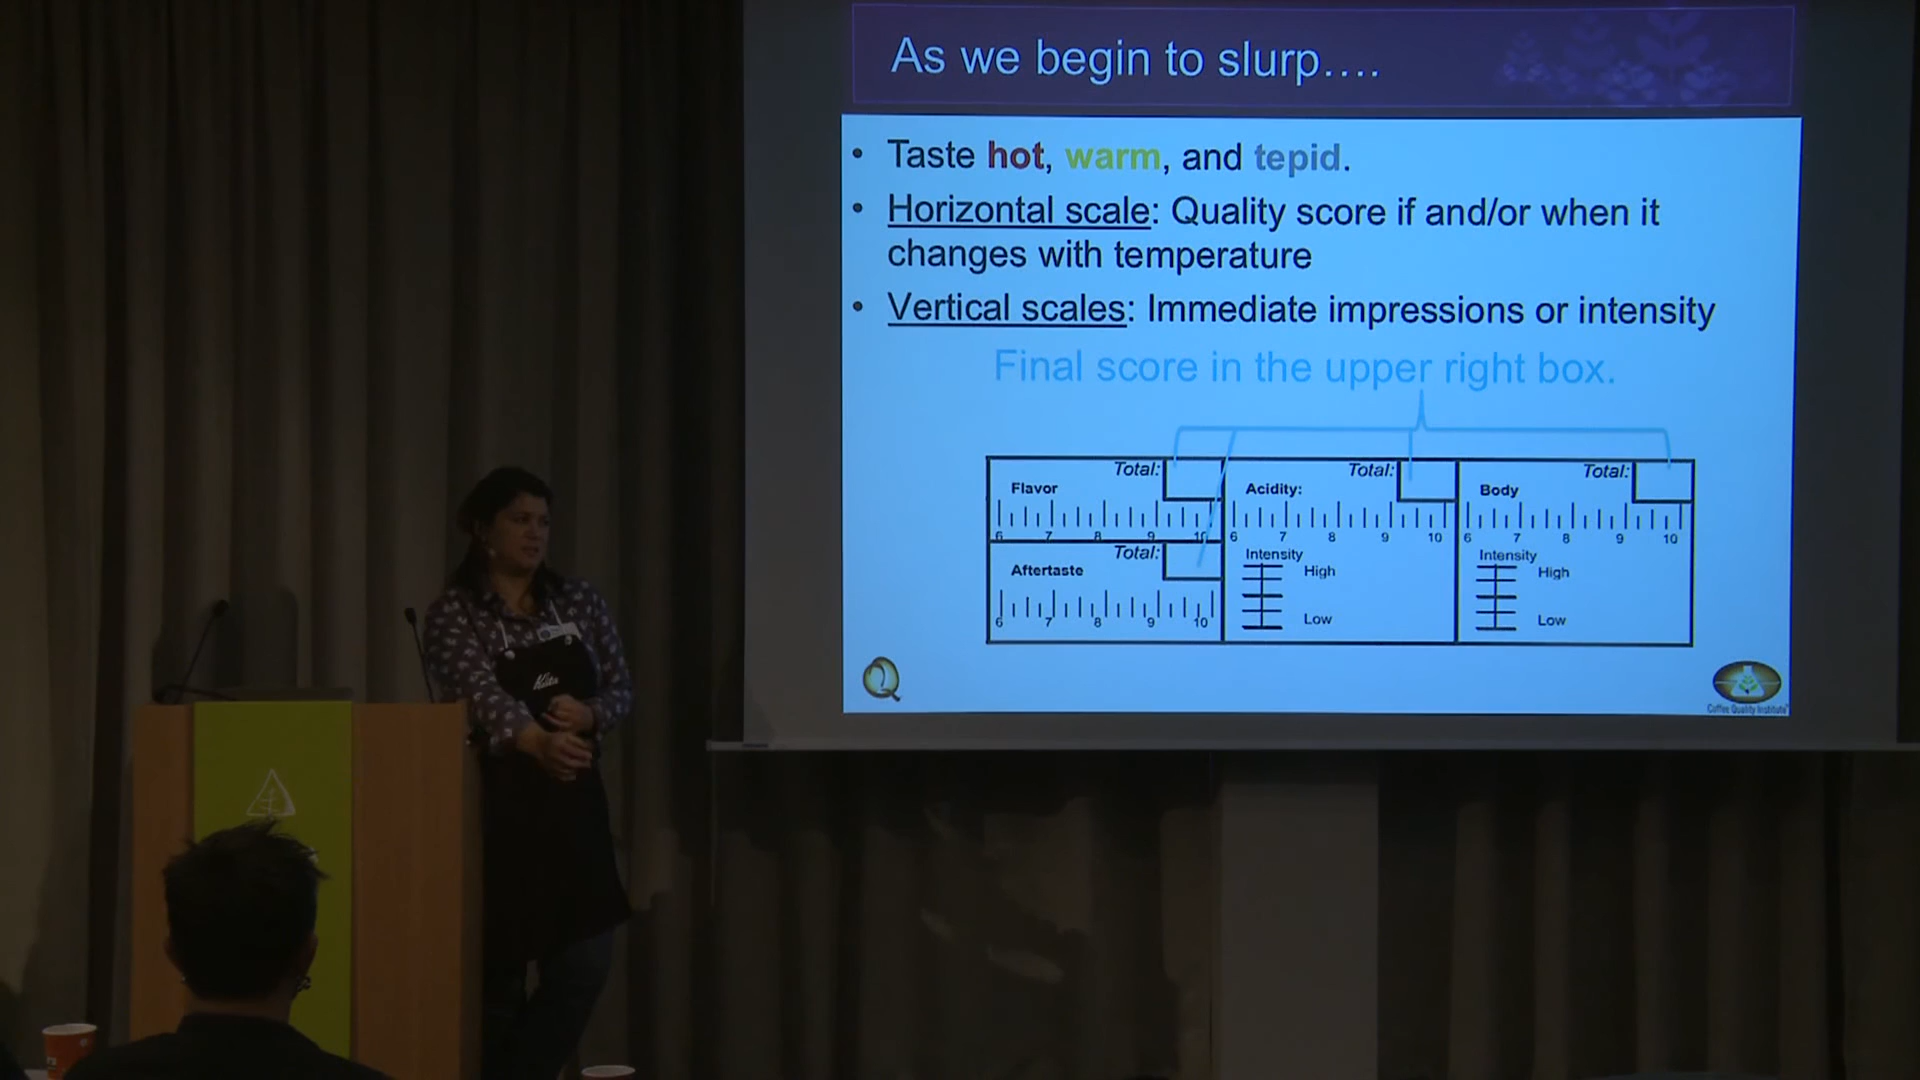 As we begin to slurp....
• Taste hot, warm, and tepid.
• Horizontal scale: Quality score if and/or when it
changes with temperature
• Vertical scales: Immediate impressions or intensity
Final score in the upper right box.
Total:
Flavor
6 7 8 9 10
Total:
Aftertaste
6 7 8 9 10
Total:
Acidity:
6 7 8 9 10
Intensity
High
Low
Total:
Body
6 7 8 9 10
Intensity
High
Low
Q
Coffee Quality Institute